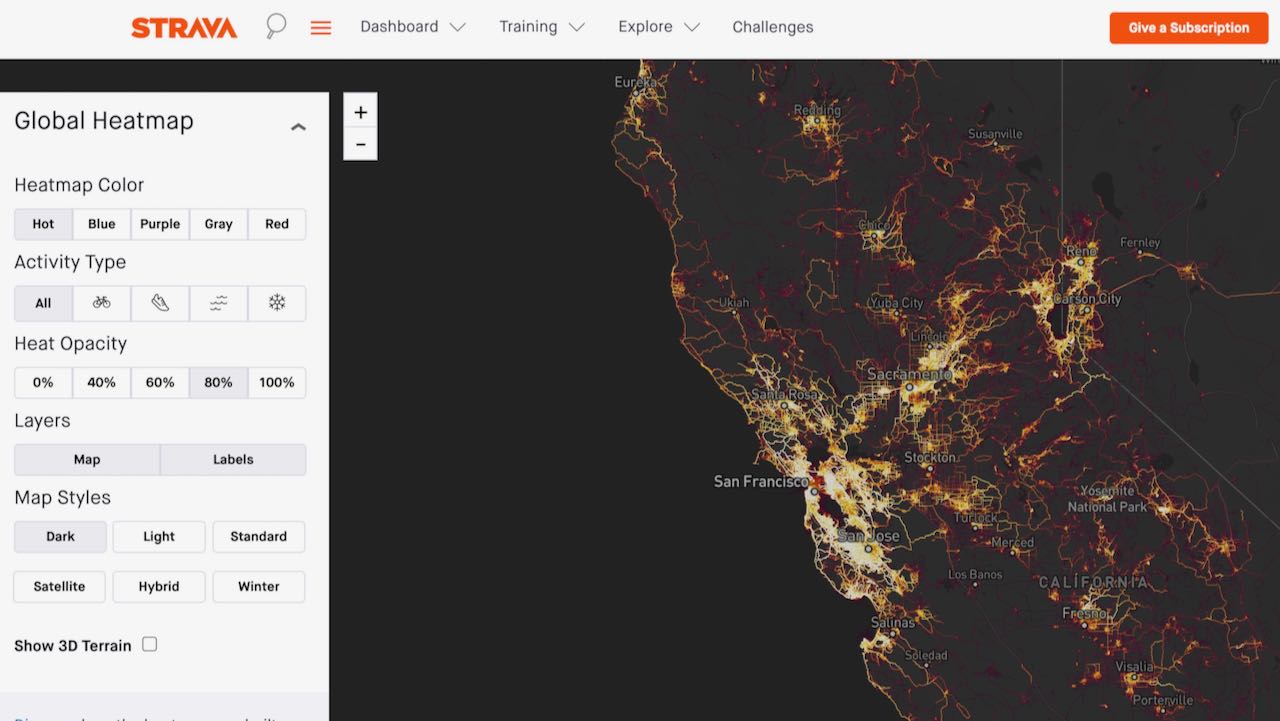 STRAVA Dashboard Training Explore Challenges Give a Subscription
Global Heatmap
Heatmap Color
Hot Blue Purple Gray Red
Activity Type
All
Heat Opacity
0% 40% 60% 80% 100%
Layers
Map Labels
Map Styles
Dark Light Standard
Satellite Hybrid Winter
Show 3D Terrain
+
-
Eureka
Redding
Susanville
Chico
Reno
Fernley
Ukiah
Yuba City
Carson City
Lincoln
Sacramento
Santa Rosa
Stockton
San Francisco
Yosemite
National Park
Turlock
San Jose
Merced
Los Banos
CALIFORNIA
Fresno
Salinas
Soledad
Visalia
Porterville